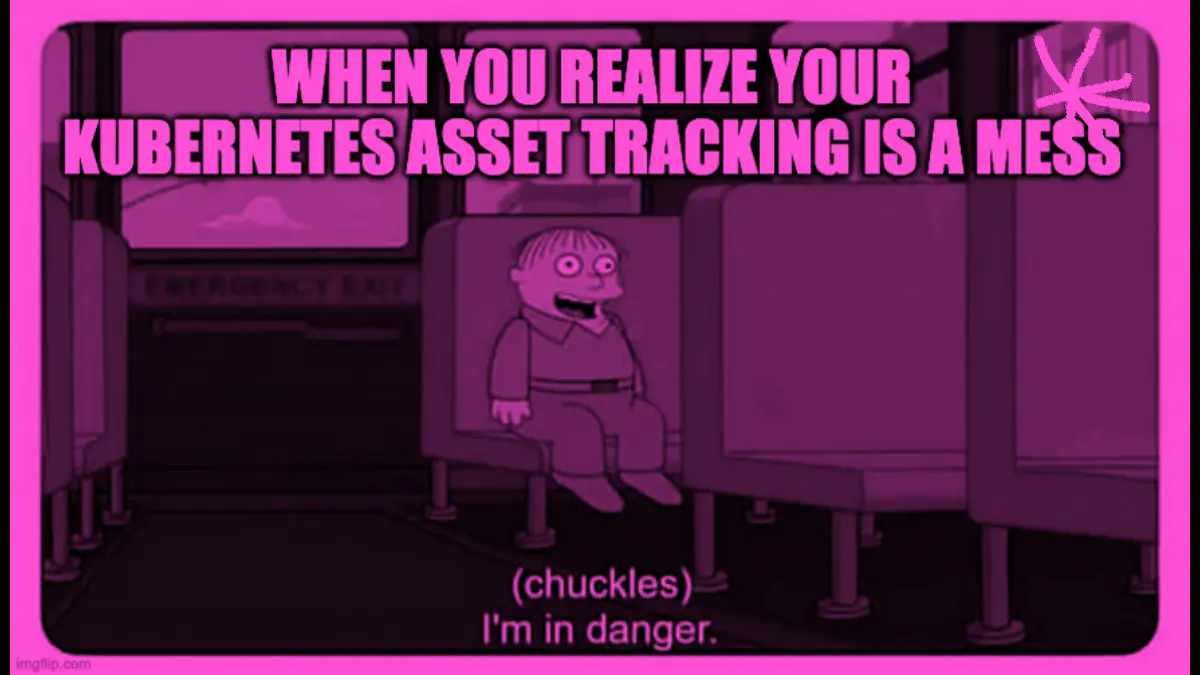 WHEN YOU REALIZE YOUR
KUBERNETES ASSET TRACKING IS A MESS
EMERGENCY EXIT
(chuckles)
I'm in danger.
imgflip.com